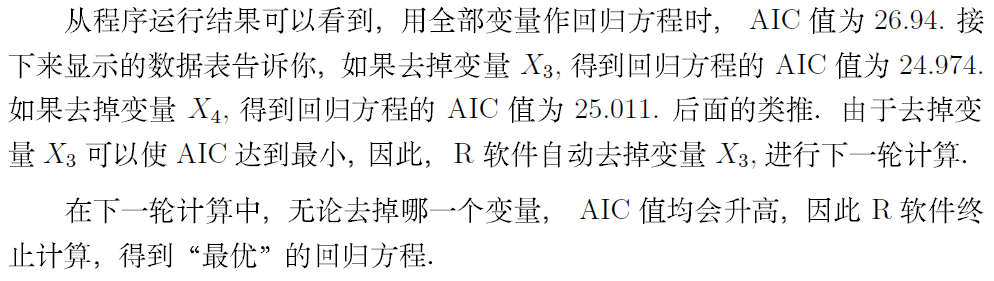 从程序运行结果可以看到, 用全部变量作回归方程时, AIC 值为 26.94. 接
下来显示的数据表告诉你, 如果去掉变量 X₃, 得到回归方程的 AIC 值为 24.974.
如果去掉变量 X₄, 得到回归方程的 AIC 值为 25.011. 后面的类推. 由于去掉变
量 X₃ 可以使 AIC 达到最小, 因此, R 软件自动去掉变量 X₃, 进行下一轮计算.
在下一轮计算中, 无论去掉哪一个变量, AIC 值均会升高, 因此 R 软件终
止计算, 得到 “最优” 的回归方程.